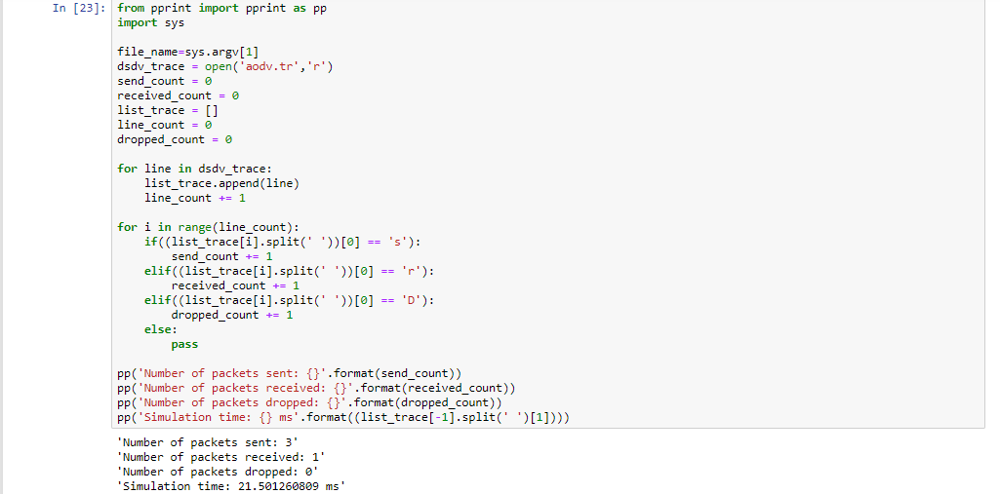 In [23]: from pprint import pprint as pp
import sys
file_name=sys.argv[1]
dsdv_trace = open('aodv.tr','r')
send_count = 0
received_count = 0
list_trace = []
line_count = 0
dropped_count = 0
for line in dsdv_trace:
    list_trace.append(line)
    line_count += 1
for i in range(line_count):
    if((list_trace[i].split(' '))[0] == 's'):
        send_count += 1
    elif((list_trace[i].split(' '))[0] == 'r'):
        received_count += 1
    elif((list_trace[i].split(' '))[0] == 'D'):
        dropped_count += 1
    else:
        pass
pp('Number of packets sent: {}'.format(send_count))
pp('Number of packets received: {}'.format(received_count))
pp('Number of packets dropped: {}'.format(dropped_count))
pp('Simulation time: {} ms'.format((list_trace[-1].split(' ')[1])))
'Number of packets sent: 3'
'Number of packets received: 1'
'Number of packets dropped: 0'
'Simulation time: 21.501260809 ms'